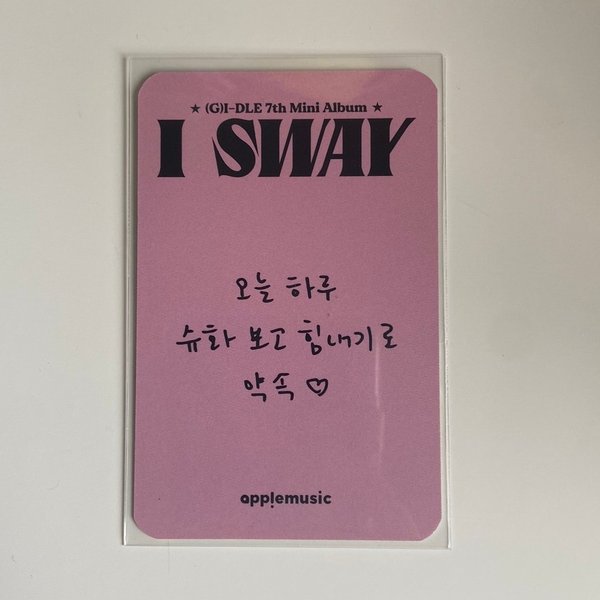 ★ (G)I-DLE 7th Mini Album ★
I SWAY
오늘 하루
슈화 보고 힘내기로
약속 ♡
applemusic